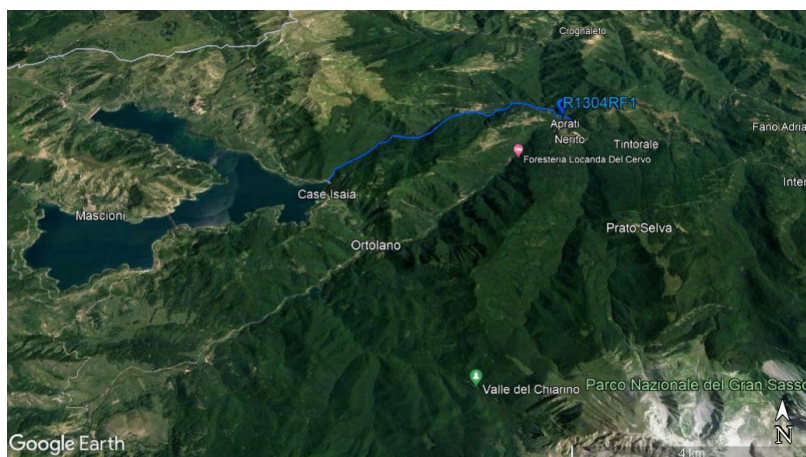 Crognaleto
R1304RF1
Aprati
Nerito
Tintorale
Fano Adria
Foresteria Locanda Del Cervo
Inter
Case Isaia
Mascioni
Prato Selva
Ortolano
Valle del Chiarino
Parco Nazionale del Gran Sasso
N
4 km
Google Earth